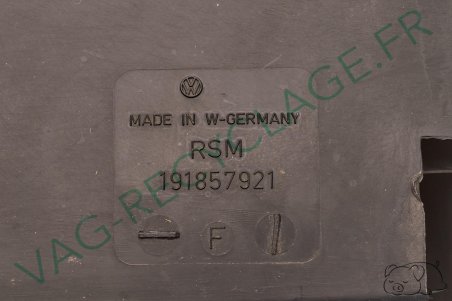 VAG-RECYCLAGE.FR
VW
MADE IN W-GERMANY
RSM
191857921
F